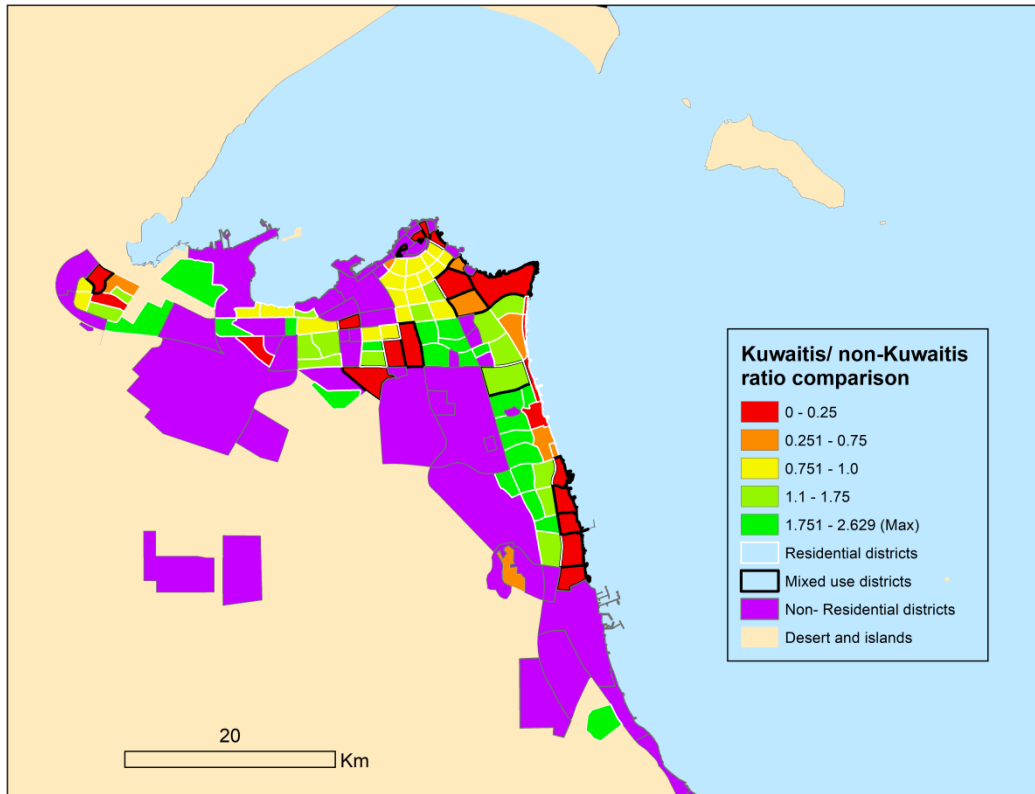 Kuwaitis/ non-Kuwaitis
ratio comparison
0 - 0.25
0.251 - 0.75
0.751 - 1.0
1.1 - 1.75
1.751 - 2.629 (Max)
Residential districts
Mixed use districts
Non- Residential districts
Desert and islands
20
Km